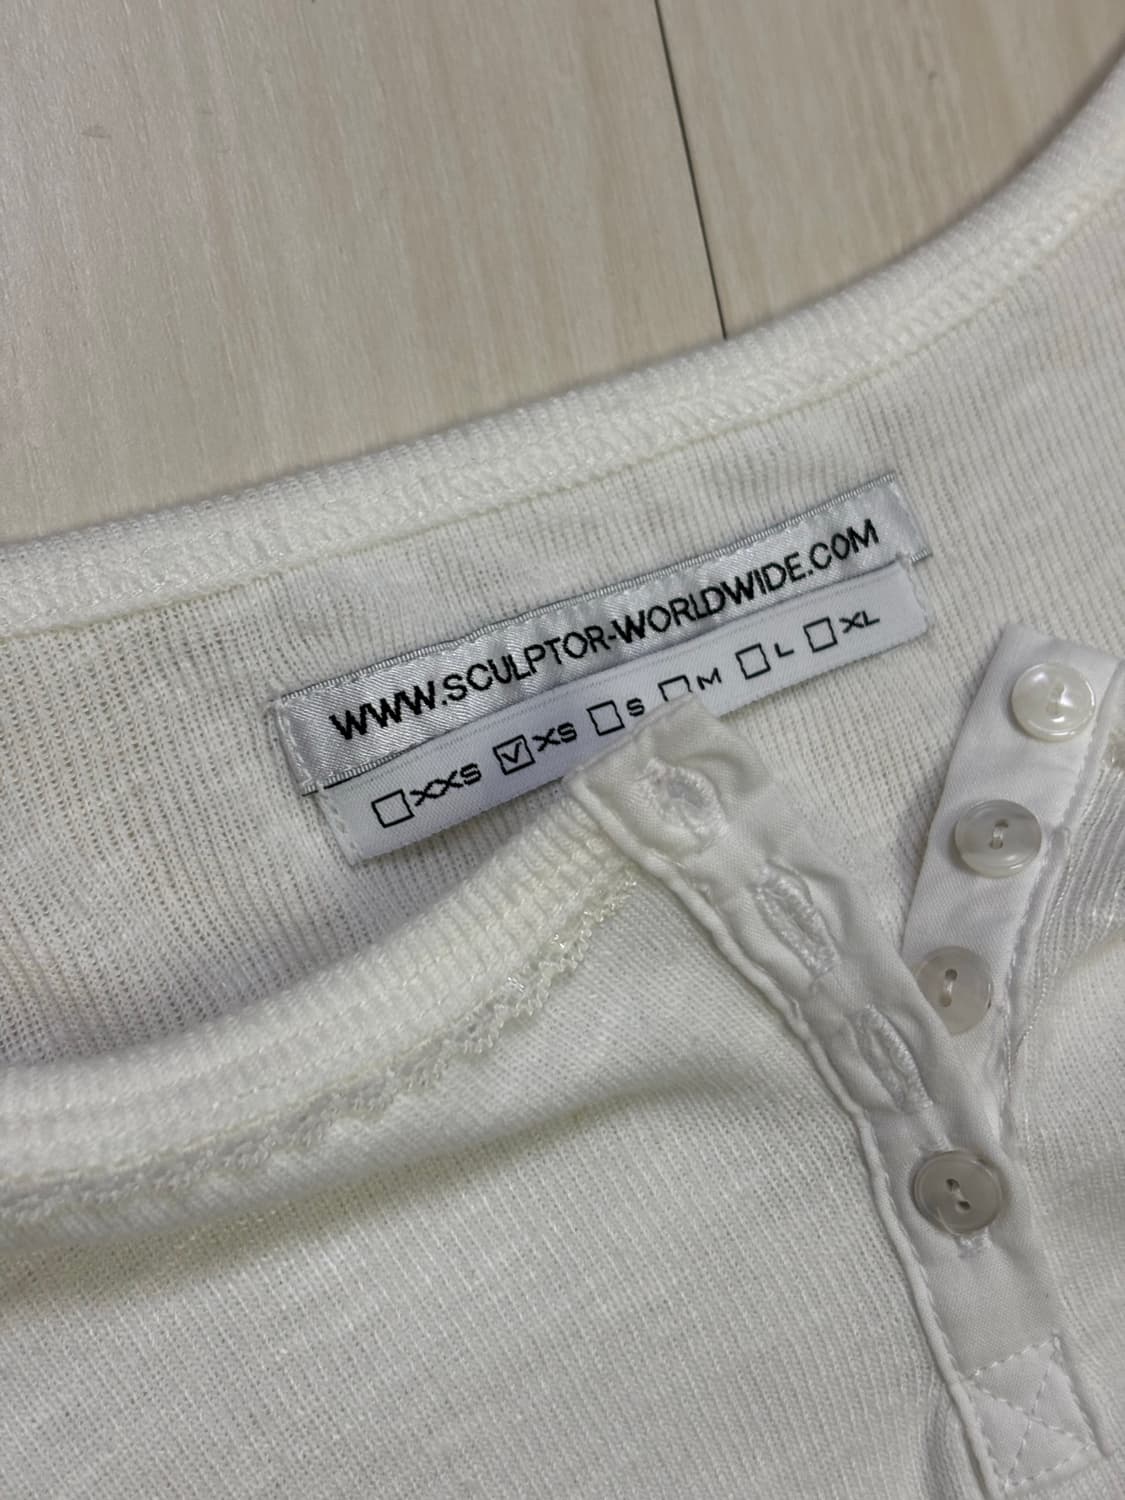 WWW.SCULPTOR-WORLDWIDE.COM
☐XXS ☑XS ☐S ☐M ☐L ☐XL